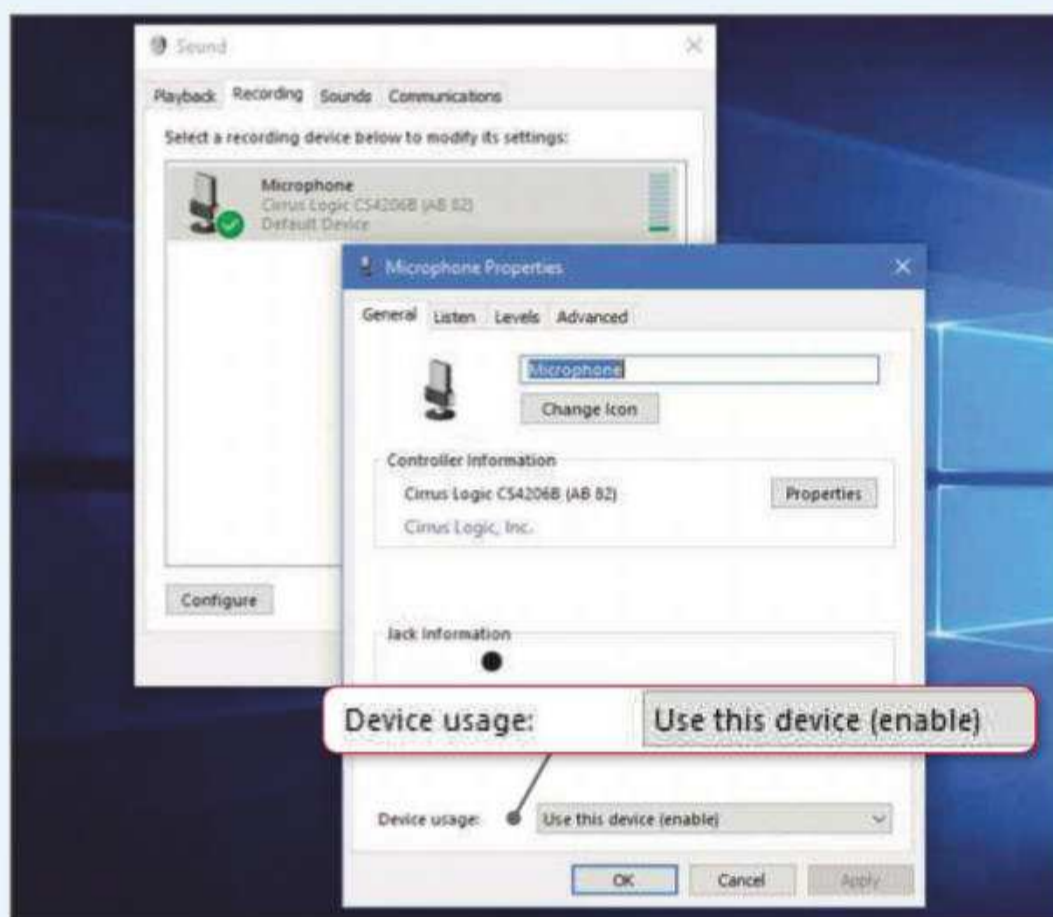 Sound
Playback Recording Sounds Communications
Select a recording device below to modify its settings:
Microphone
Cirrus Logic CS4206B (AB 82)
Default Device
Microphone Properties
General Listen Levels Advanced
Microphone
Change Icon
Controller Information
Cirrus Logic CS4206B (AB 82) Properties
Cirrus Logic, Inc.
Configure
Jack Information
Device usage: Use this device (enable)
Device usage: Use this device (enable)
OK Cancel Apply